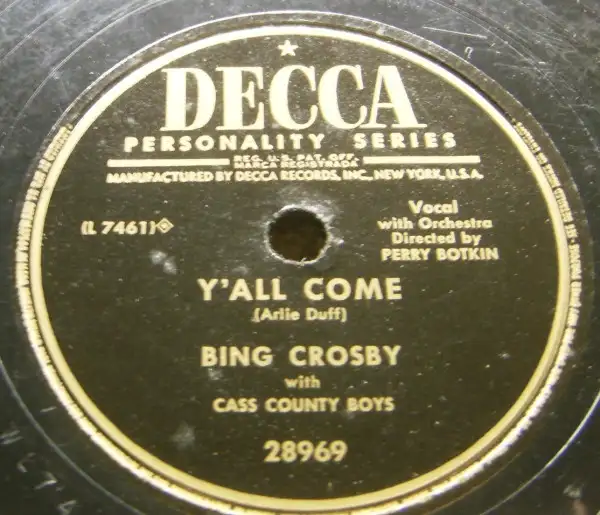 DECCA
PERSONALITY SERIES
REG. U.S. PAT. OFF.
MARCA REGISTRADA
MANUFACTURED BY DECCA RECORDS, INC., NEW YORK, U.S.A.
(L 7461)
Vocal
with Orchestra
Directed by
PERRY BOTKIN
Y'ALL COME
(Arlie Duff)
BING CROSBY
with
CASS COUNTY BOYS
28969